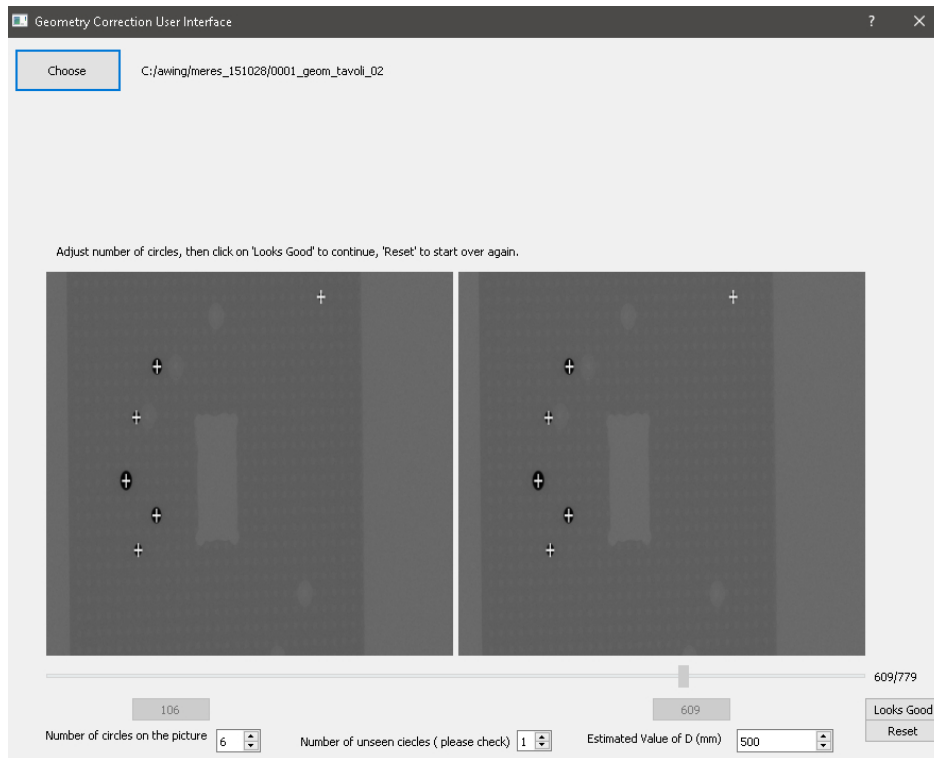 Geometry Correction User Interface
Choose
C:/awing/meres_151028/0001_geom_tavoli_02
Adjust number of circles, then click on 'Looks Good' to continue, 'Reset' to start over again.
609/779
106
609
Looks Good
Number of circles on the picture
6
Number of unseen ciecles ( please check)
1
Estimated Value of D (mm)
500
Reset